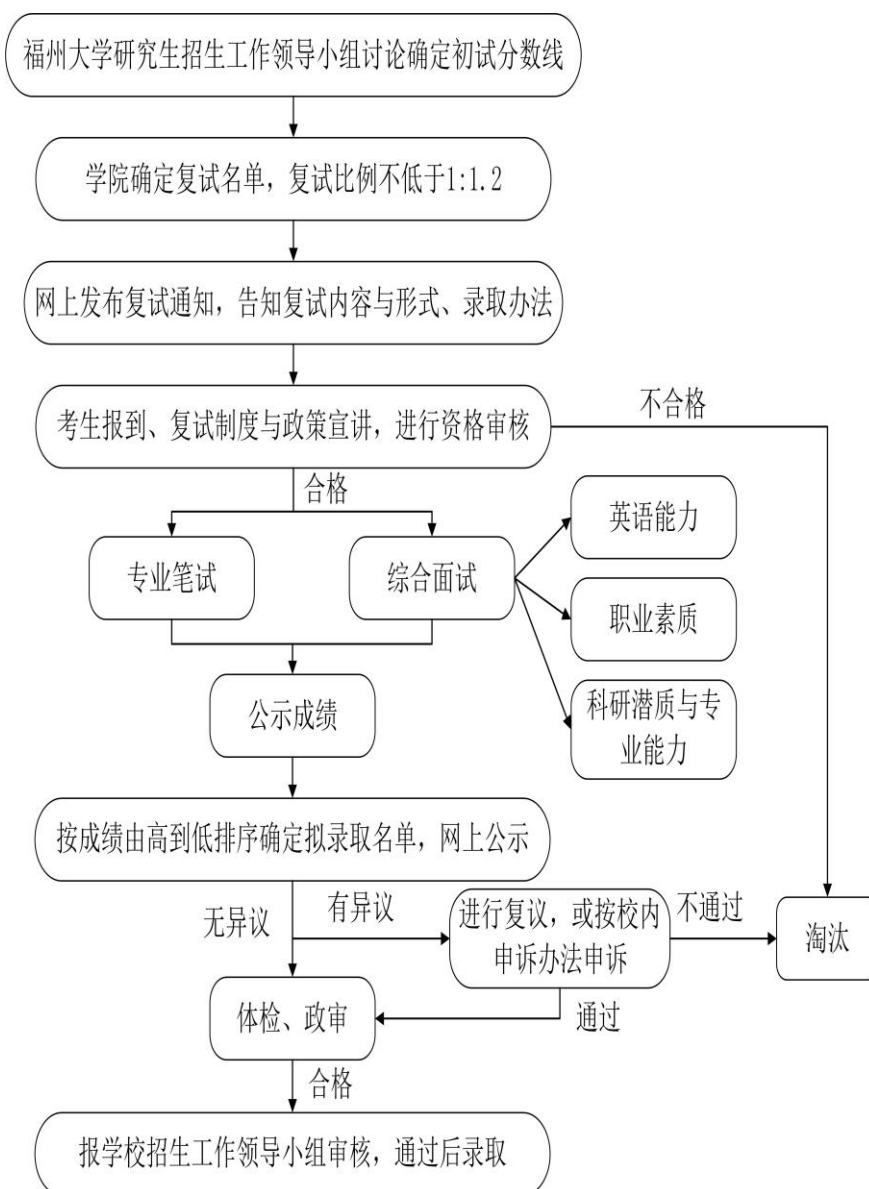 福州大学研究生招生工作领导小组讨论确定初试分数线
学院确定复试名单，复试比例不低于1:1.2
网上发布复试通知，告知复试内容与形式、录取办法
考生报到、复试制度与政策宣讲，进行资格审核
不合格
合格
专业笔试
综合面试
英语能力
职业素质
科研潜质与专
业能力
公示成绩
按成绩由高到低排序确定拟录取名单，网上公示
无异议
有异议
进行复议，或按校内
申诉办法申诉
不通过
淘汰
体检、政审
通过
合格
报学校招生工作领导小组审核，通过后录取